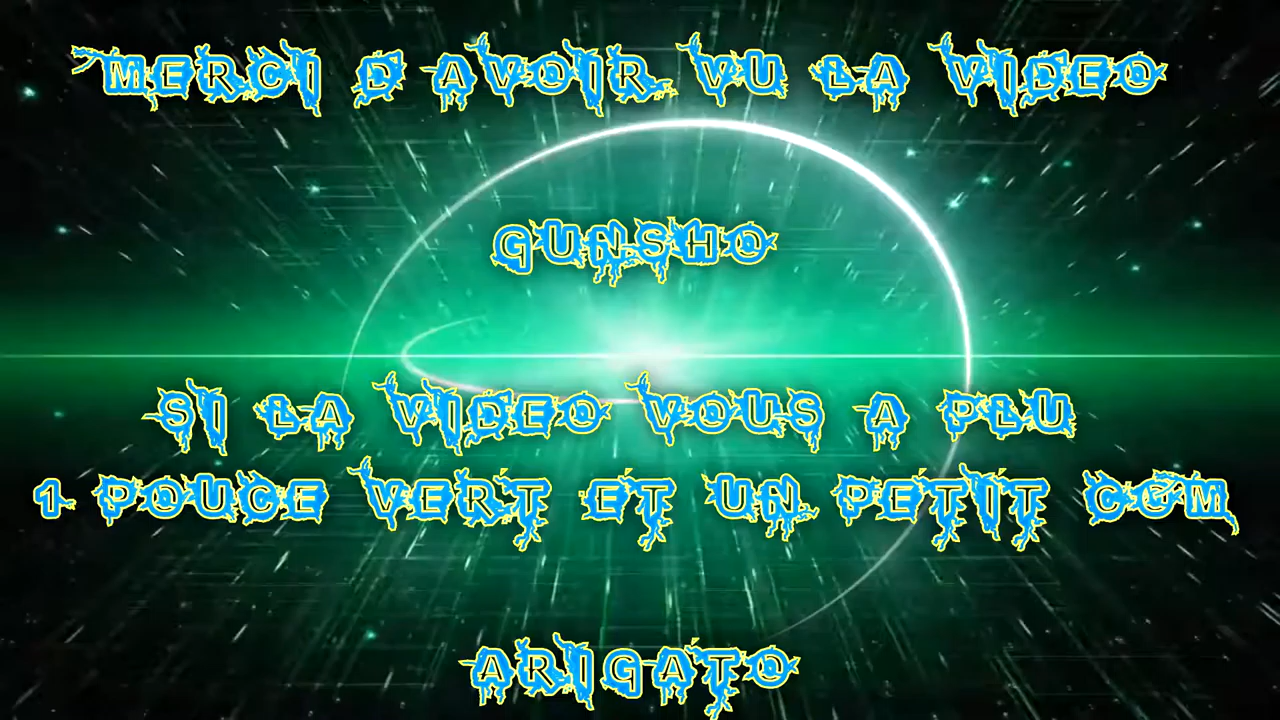 MERCI D AVOIR VU LA VIDEO
GUNSHO
SI LA VIDEO VOUS A PLU
1 POUCE VERT ET UN PETIT COM
ARIGATO